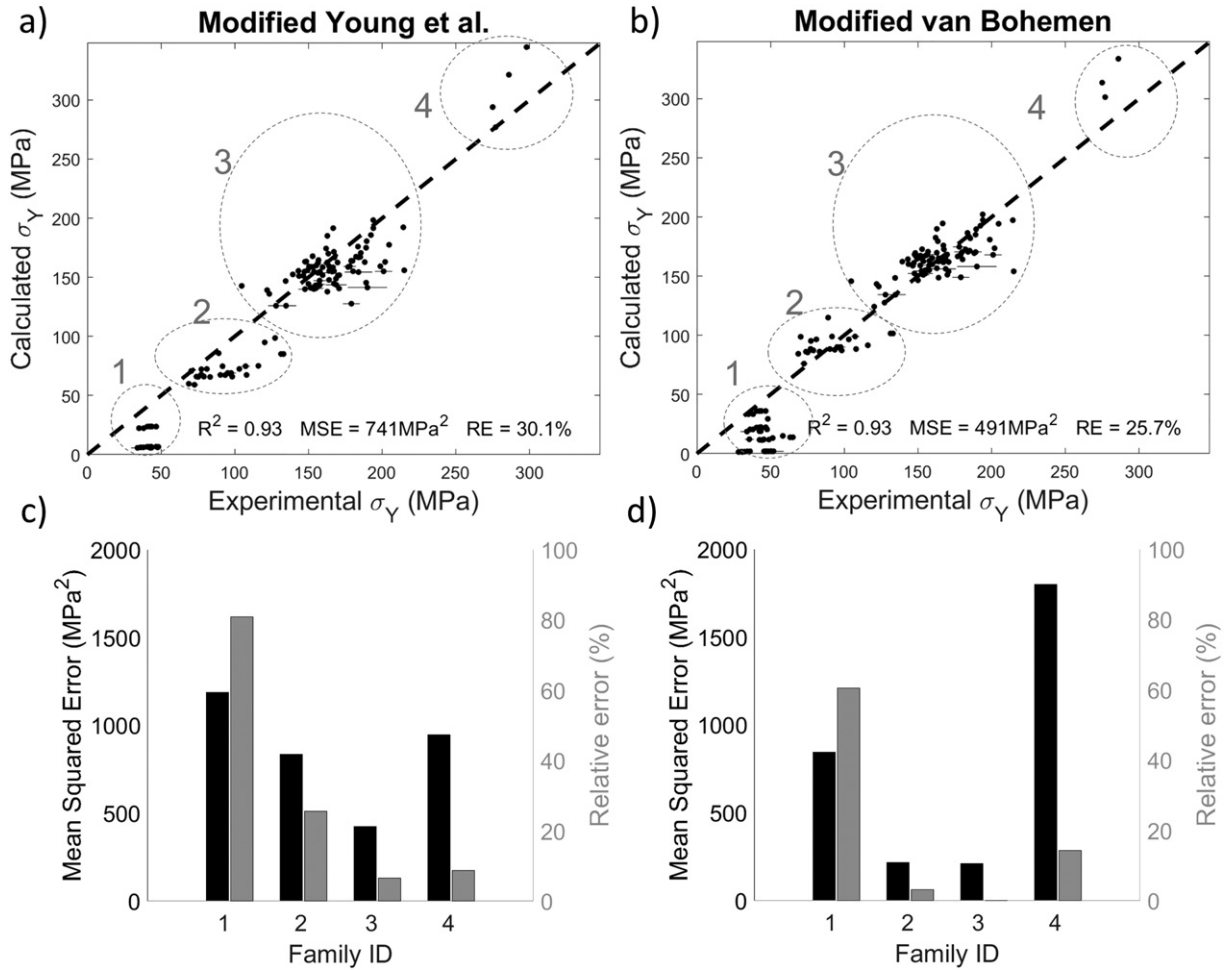 a) Modified Young et al.
Calculated σ_Y (MPa)
350
300
250
200
150
100
50
0
0 50 100 150 200 250 300
Experimental σ_Y (MPa)
1
2
3
4
R² = 0.93 MSE = 741MPa² RE = 30.1%
b) Modified van Bohemen
Calculated σ_Y (MPa)
300
250
200
150
100
50
0
0 50 100 150 200 250 300
Experimental σ_Y (MPa)
1
2
3
4
R² = 0.93 MSE = 491MPa² RE = 25.7%
c)
Mean Squared Error (MPa²)
2000
1500
1000
500
0
Relative error (%)
100
80
60
40
20
0
1 2 3 4
Family ID
d)
Mean Squared Error (MPa²)
2000
1500
1000
500
0
Relative error (%)
100
80
60
40
20
0
1 2 3 4
Family ID